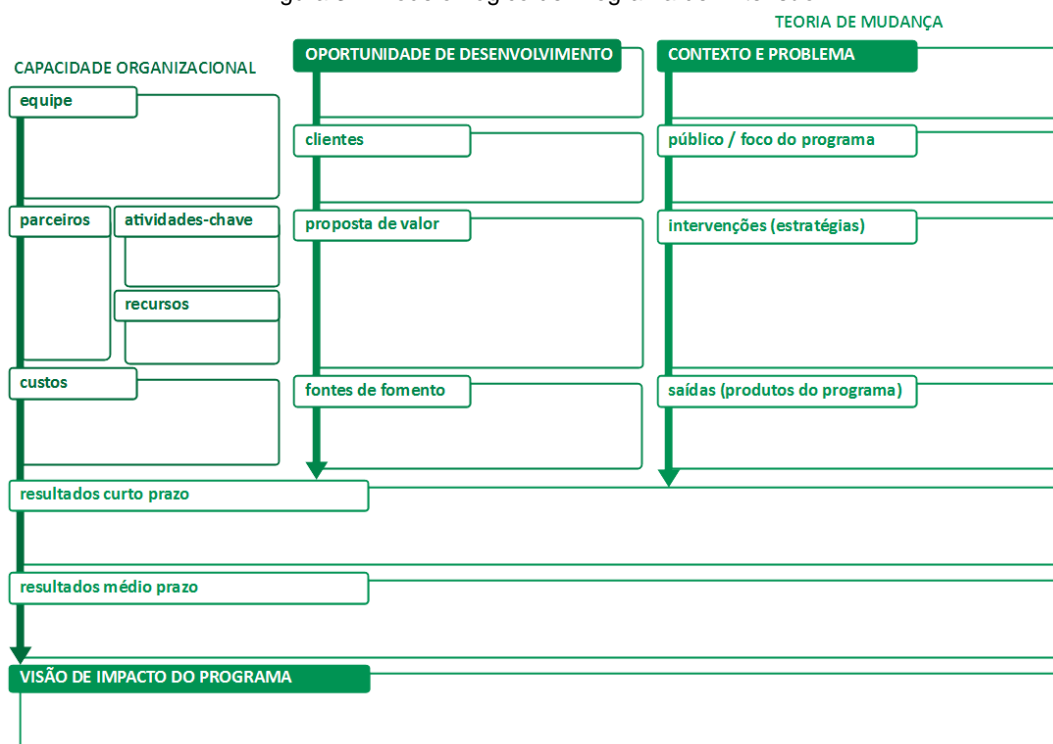 TEORIA DE MUDANÇA
CAPACIDADE ORGANIZACIONAL
equipe
parceiros
atividades-chave
recursos
custos
OPORTUNIDADE DE DESENVOLVIMENTO
clientes
proposta de valor
fontes de fomento
CONTEXTO E PROBLEMA
público / foco do programa
intervenções (estratégias)
saídas (produtos do programa)
resultados curto prazo
resultados médio prazo
VISÃO DE IMPACTO DO PROGRAMA